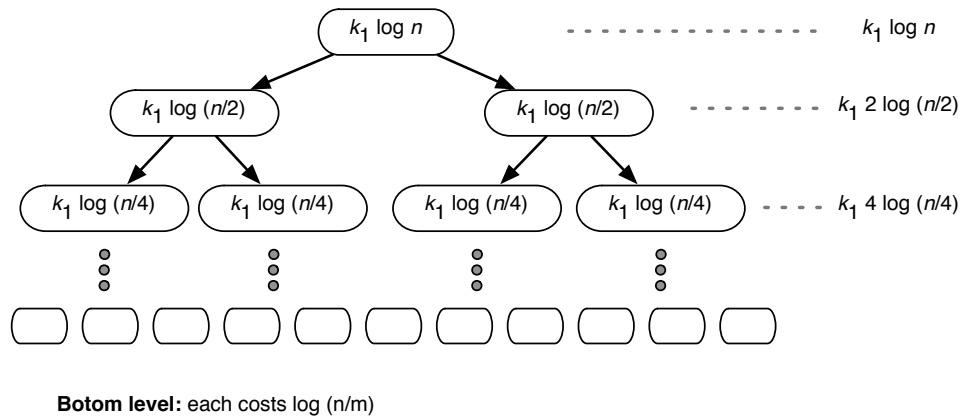 k1 log n
k1 log n
k1 log (n/2)
k1 log (n/2)
k1 2 log (n/2)
k1 log (n/4)
k1 log (n/4)
k1 log (n/4)
k1 log (n/4)
k1 4 log (n/4)
Botom level: each costs log (n/m)